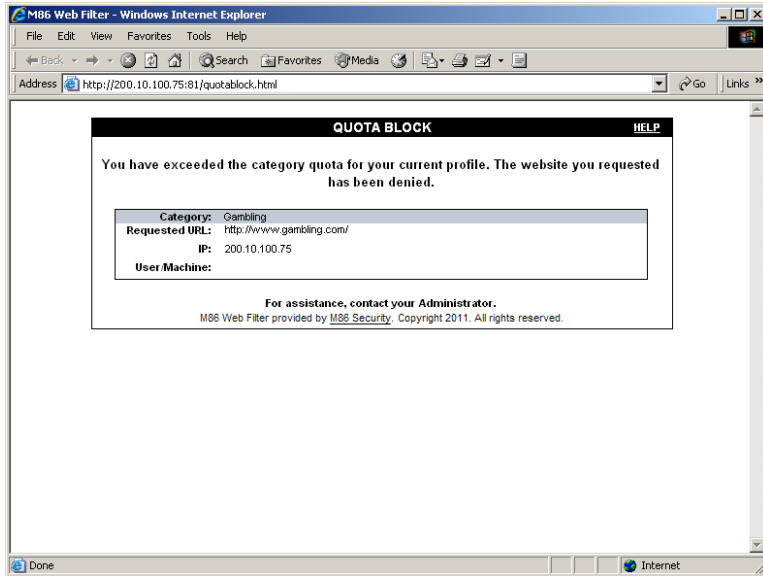 M86 Web Filter - Windows Internet Explorer
File Edit View Favorites Tools Help
Back Search Favorites Media
Address http://200.10.100.75:81/quotablock.html Go Links »
QUOTA BLOCK HELP
You have exceeded the category quota for your current profile. The website you requested
has been denied.
Category: Gambling
Requested URL: http://www.gambling.com/
IP: 200.10.100.75
User/Machine:
For assistance, contact your Administrator.
M86 Web Filter provided by M86 Security. Copyright 2011. All rights reserved.
Done Internet